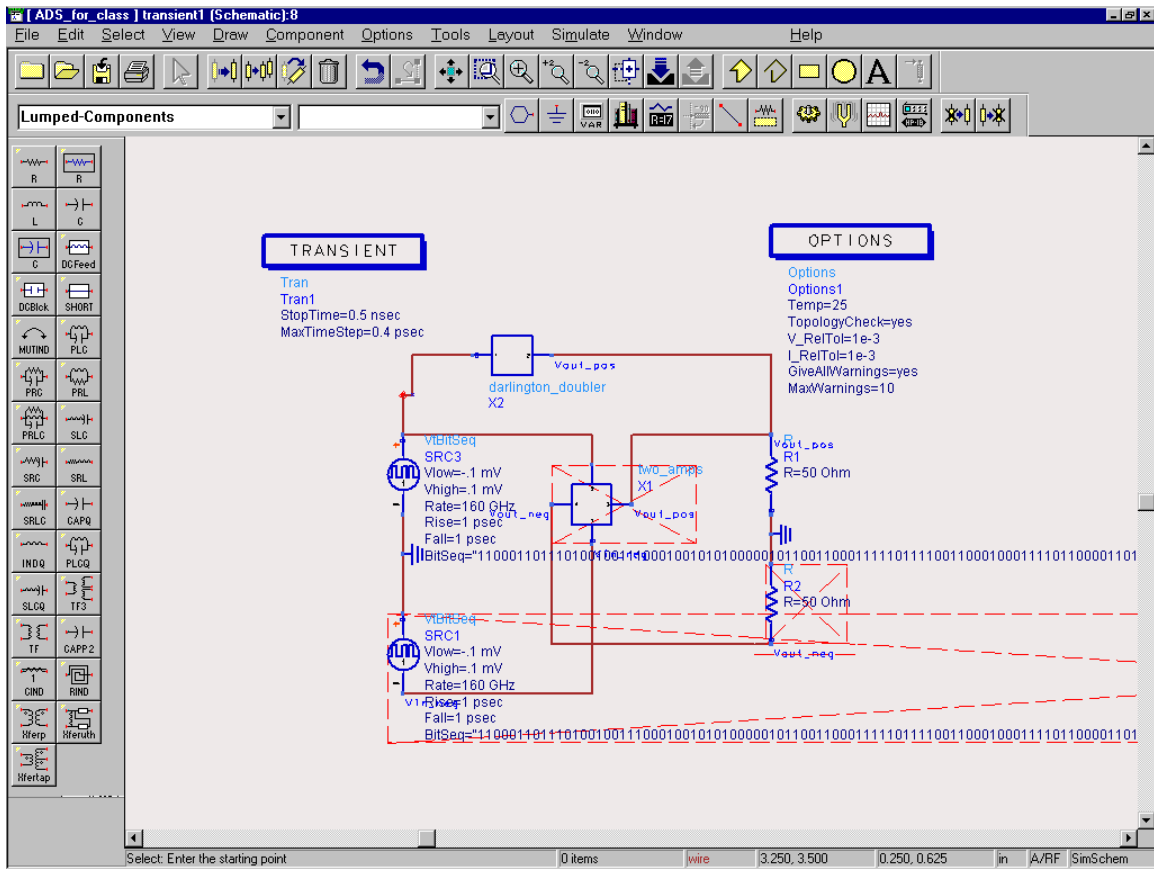 [ ADS_for_class ] transient1 (Schematic):8
File Edit Select View Draw Component Options Tools Layout Simulate Window Help
Lumped-Components
VAR
R R
L C
C DCFeed
DCBlck SHORT
MUTIND PLC
PRC PRL
PRLC SLC
SRC SRL
SRLC CAPQ
INDQ PLCQ
SLCQ TF3
TF CAPP2
CIND RIND
Xferp Xferuth
Xfertap
TRANSIENT
Tran
Tran1
StopTime=0.5 nsec
MaxTimeStep=0.4 psec
OPTIONS
Options
Options1
Temp=25
TopologyCheck=yes
V_RelTol=1e-3
I_RelTol=1e-3
GiveAllWarnings=yes
MaxWarnings=10
Vout_pos
darlington_doubler
X2
VtBitSeq
SRC3
Vlow=-.1 mV
Vhigh=.1 mV
Rate=160 GHz
Rise=1 psec
Fall=1 psec
two_amps
X1
Vout_neg
Vout_pos
R
Vout_pos
R1
R=50 Ohm
R
R2
R=50 Ohm
Vout_neg
VtBitSeq
SRC1
Vlow=-.1 mV
Vhigh=.1 mV
Rate=160 GHz
Rise=1 psec
Fall=1 psec
Select: Enter the starting point
0 items
wire
3.250, 3.500
0.250, 0.625
in
A/RF
SimSchem